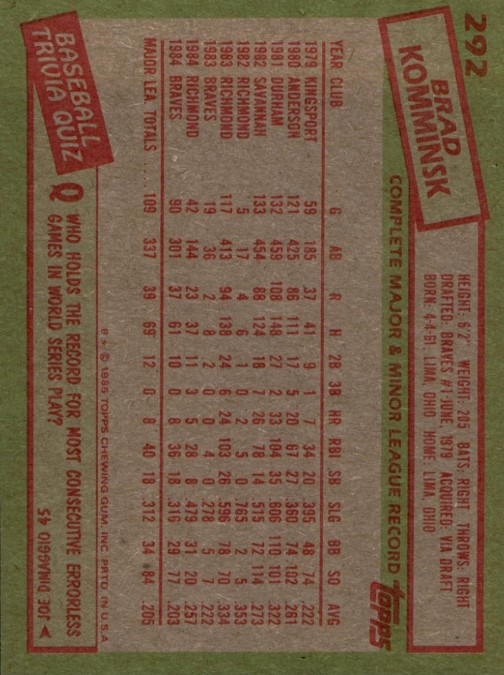 292
BRAD
KOMMINSK
HEIGHT: 6'2" WEIGHT: 205 BATS: RIGHT THROWS: RIGHT
DRAFTED: BRAVES #1-JUNE, 1979 ACQUIRED: VIA DRAFT
BORN: 4-4-61 LIMA, OHIO HOME: LIMA, OHIO
COMPLETE MAJOR & MINOR LEAGUE RECORD
Topps
YEAR CLUB G AB R H 2B 3B HR RBI SB SLG BB SO AVG
1979 KINGSPORT 59 185 37 41 9 1 7 34 20 .395 48 74 .222
1980 ANDERSON 121 425 86 111 17 5 20 67 27 74 102 .261
1981 DURHAM 132 459 108 148 27 2 33 104 35 .606 110 101 .322
1982 SAVANNAH 133 454 88 124 18 7 26 78 14 .515 72 114 .273
1982 RICHMOND 5 17 4 6 1 0 2 5 0 .765 2 5 .353
1983 RICHMOND 117 413 94 138 24 6 24 103 26 .596 78 70 .334
1983 BRAVES 19 36 2 8 2 0 0 4 0 .278 5 7 .222
1984 RICHMOND 42 144 23 37 11 3 5 28 8 .479 31 20 .257
1984 BRAVES 90 301 37 61 10 0 8 36 18 .316 29 77 .203
MAJOR LEA. TOTALS 109 337 39 69 12 0 8 40 18 .312 34 84 .205
© 1985 TOPPS CHEWING GUM, INC. PRTD. IN U.S.A.
BASEBALL
TRIVIA QUIZ
Q WHO HOLDS THE RECORD FOR MOST CONSECUTIVE ERRORLESS
GAMES IN WORLD SERIES PLAY?
A JOE DiMAGGIO 45